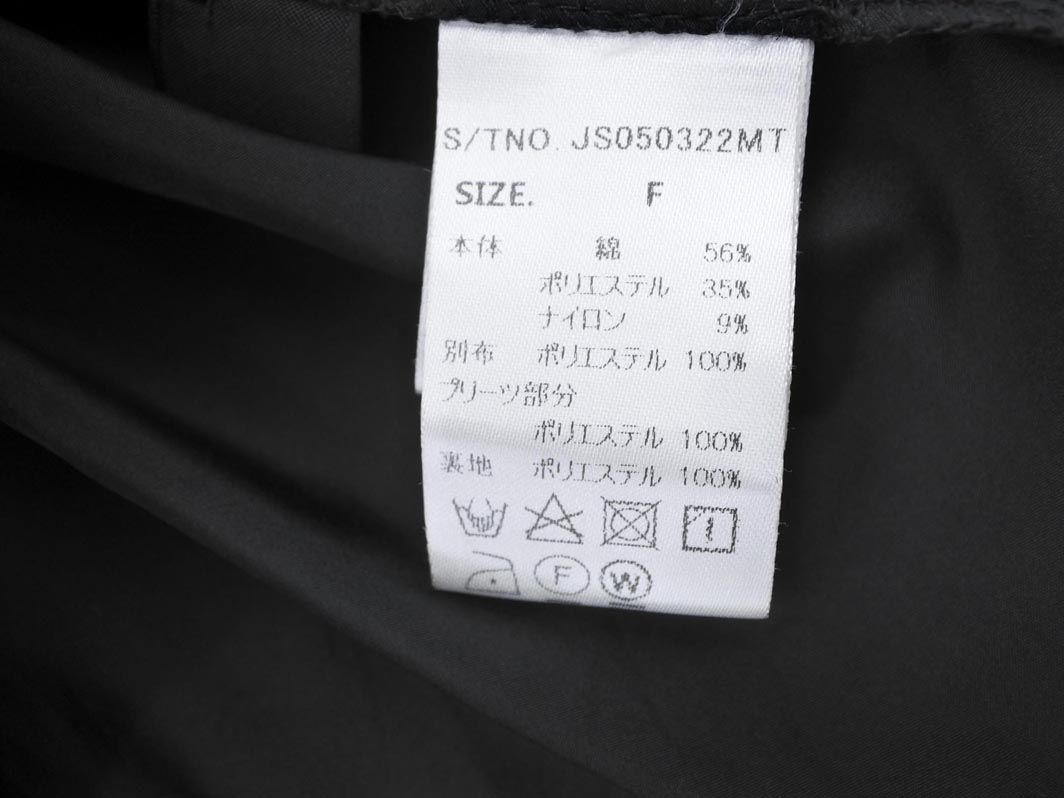 S/TNO. JS050322MT
SIZE. F
本体 綿 56%
ポリエステル 35%
ナイロン 9%
別布 ポリエステル 100%
プリーツ部分
ポリエステル 100%
裏地 ポリエステル 100%
F W